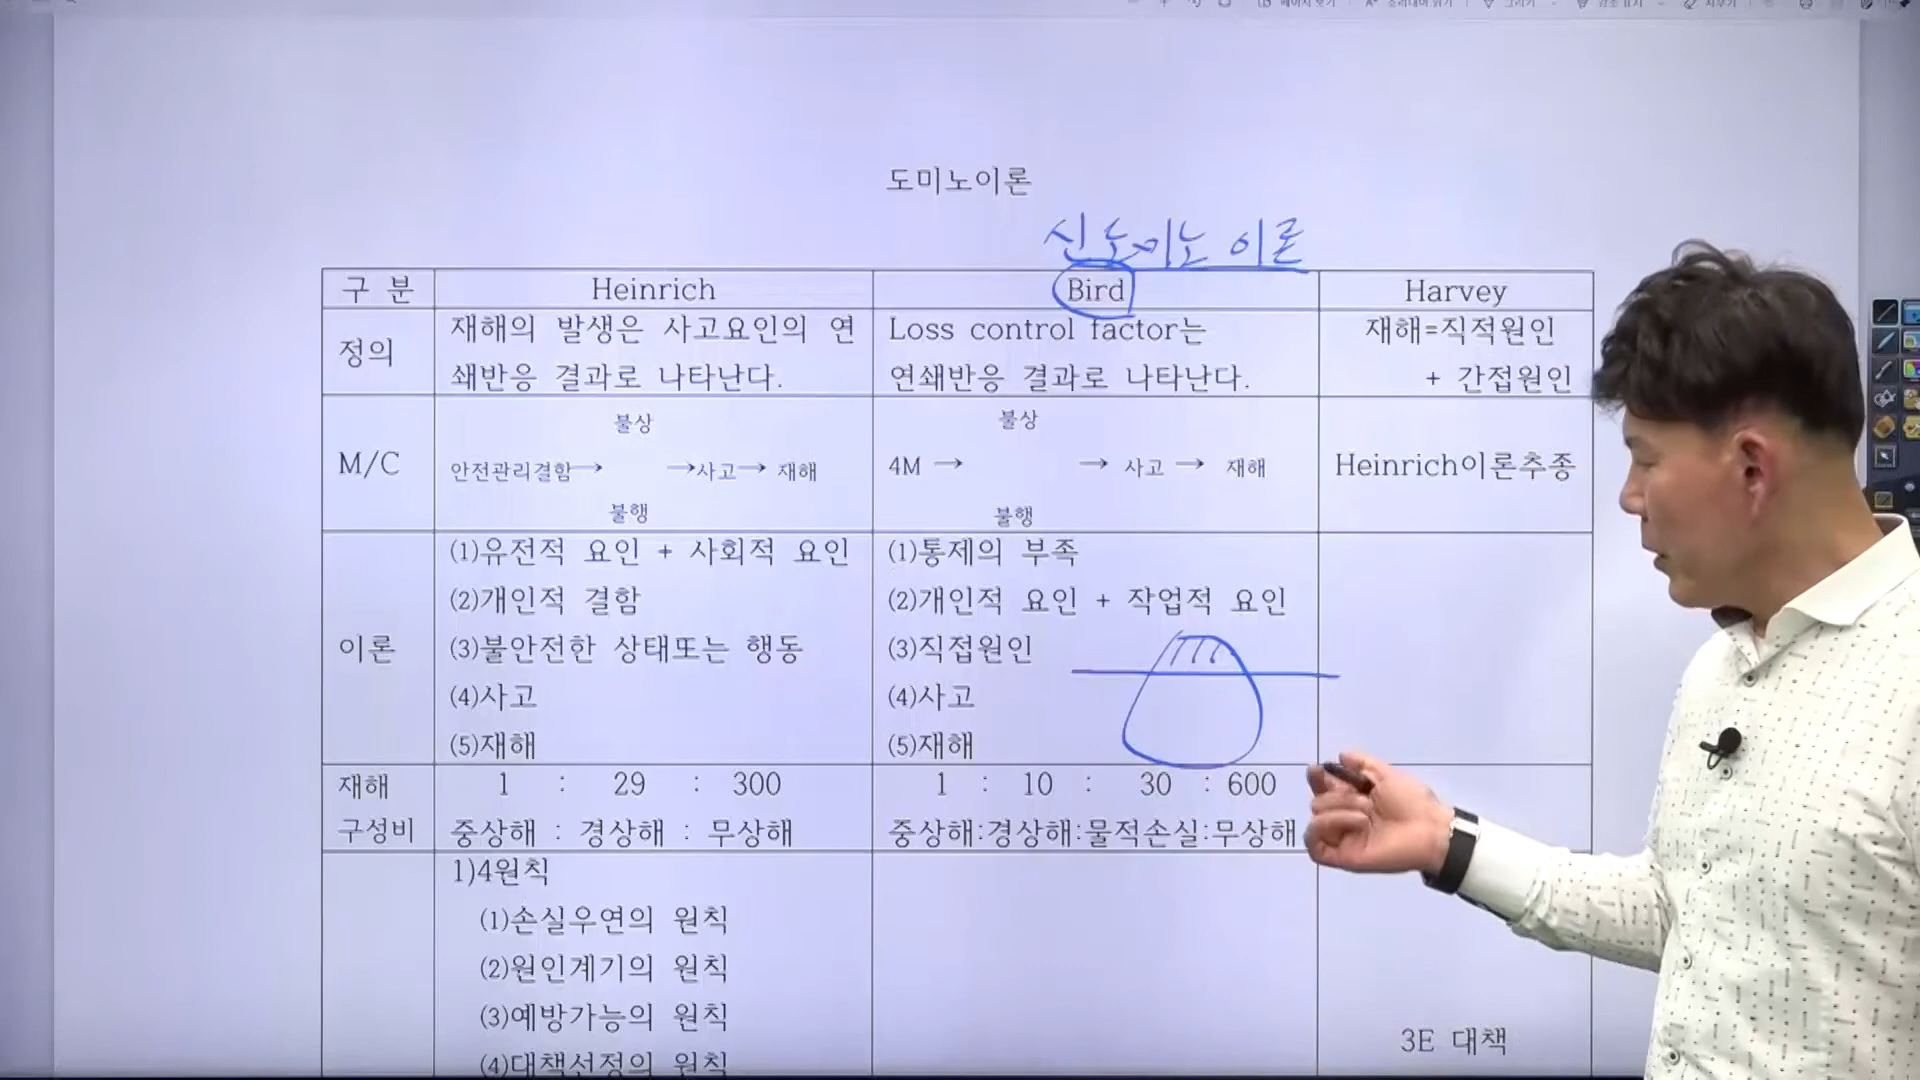 도미노이론
신 도미노 이론
구 분 Heinrich Bird Harvey
정의
재해의 발생은 사고요인의 연
쇄반응 결과로 나타난다.
Loss control factor는
연쇄반응 결과로 나타난다.
재해=직적원인
+ 간접원인
M/C
불상
안전관리결함→ →사고→ 재해
불행
불상
4M → → 사고 → 재해
불행
Heinrich이론추종
이론
(1)유전적 요인 + 사회적 요인
(2)개인적 결함
(3)불안전한 상태또는 행동
(4)사고
(5)재해
(1)통제의 부족
(2)개인적 요인 + 작업적 요인
(3)직접원인
(4)사고
(5)재해
재해
구성비
1 : 29 : 300
중상해 : 경상해 : 무상해
1 : 10 : 30 : 600
중상해:경상해:물적손실:무상해
1)4원칙
(1)손실우연의 원칙
(2)원인계기의 원칙
(3)예방가능의 원칙
(4)대책선정의 원칙
3E 대책